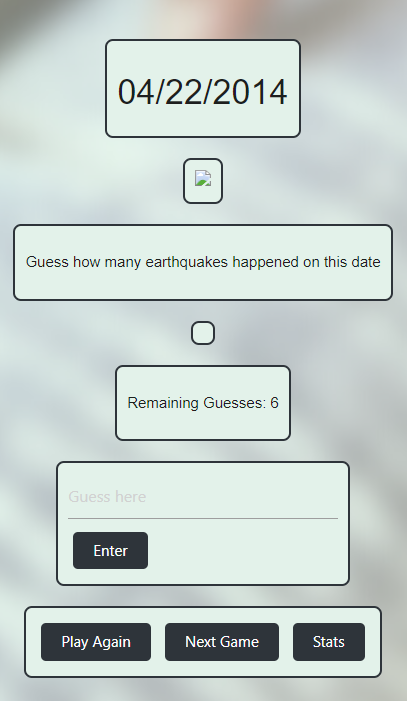 04/22/2014
Guess how many earthquakes happened on this date
Remaining Guesses: 6
Guess here
Enter
Play Again
Next Game
Stats